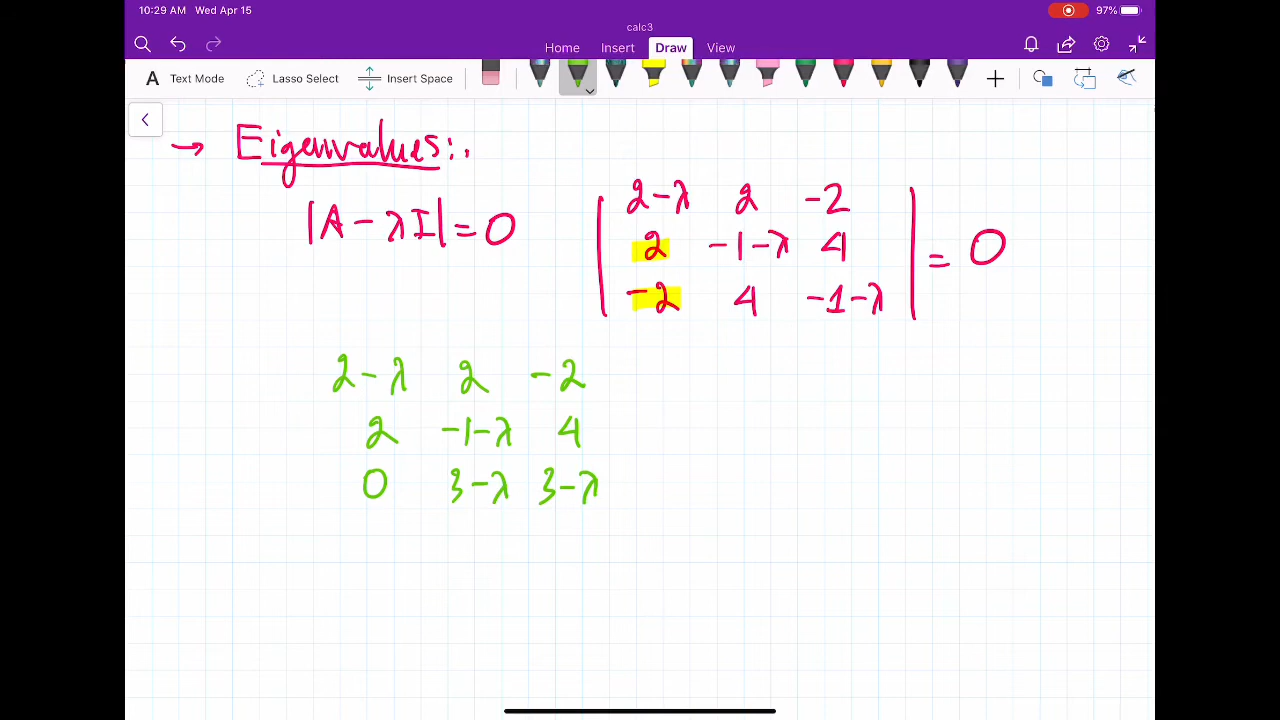 10:29 AM Wed Apr 15 97%
calc3
Home Insert Draw View
A Text Mode Lasso Select Insert Space
→ Eigenvalues:.
|A - λI| = 0
2-λ 2 -2
2 -1-λ 4 = 0
-2 4 -1-λ
2-λ 2 -2
2 -1-λ 4
0 3-λ 3-λ